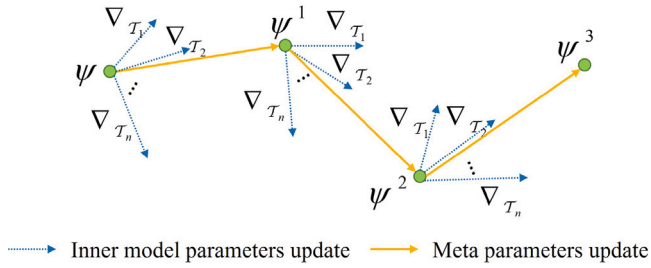 ∇𝒯₁
∇𝒯₂
ψ
...
∇𝒯ₙ
ψ¹
∇𝒯₁
∇𝒯₂
...
∇𝒯ₙ
ψ³
∇𝒯₁
∇𝒯₂
...
ψ²
∇𝒯ₙ
Inner model parameters update
Meta parameters update